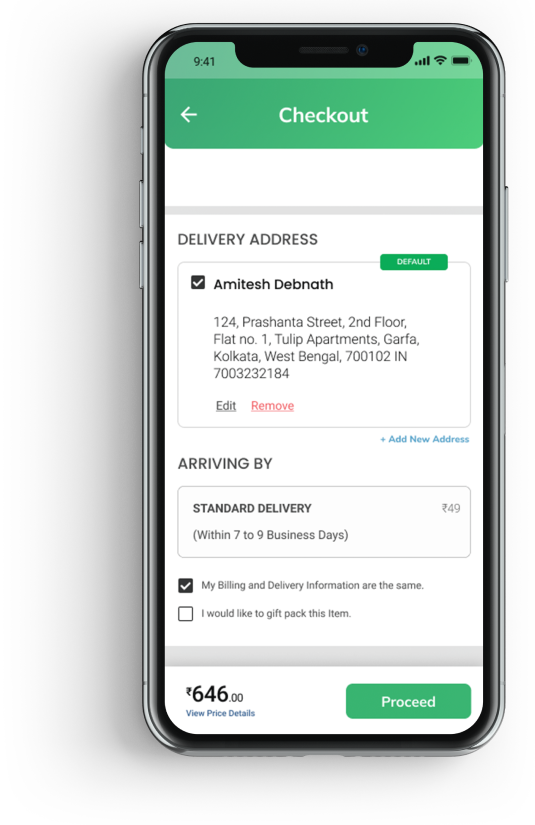 9:41
Checkout
DELIVERY ADDRESS
DEFAULT
Amitesh Debnath
124, Prashanta Street, 2nd Floor,
Flat no. 1, Tulip Apartments, Garfa,
Kolkata, West Bengal, 700102 IN
7003232184
Edit Remove
+ Add New Address
ARRIVING BY
STANDARD DELIVERY ₹49
(Within 7 to 9 Business Days)
My Billing and Delivery Information are the same.
I would like to gift pack this Item.
₹646.00
View Price Details
Proceed